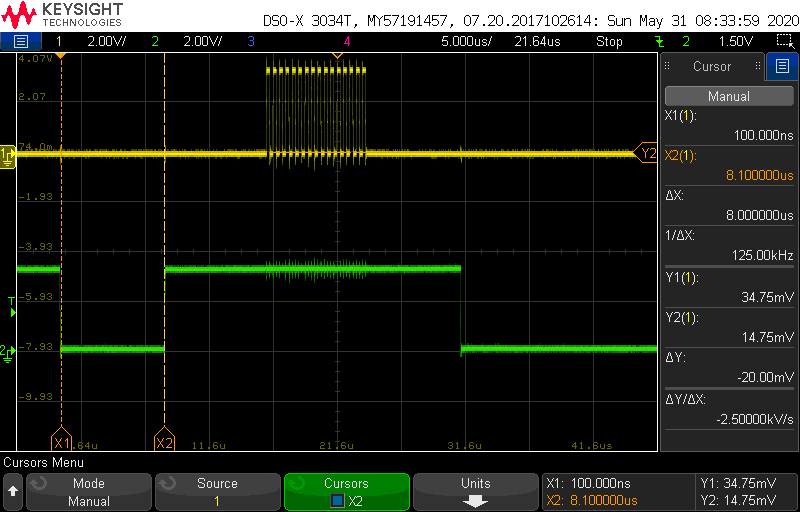 KEYSIGHT
TECHNOLOGIES
DSO-X 3034T, MY57191457, 07.20.2017102614: Sun May 31 08:33:59 2020
1 2.00V/ 2 2.00V/ 3 4 5.000us/ 21.64us Stop 2 1.50V
4.07V
2.07
74.0m
-1.93
-3.93
-5.93
-7.93
-9.93
1
2
T
Y2
X1
X2
.64u 11.6u 21.6u 31.6u 41.6u
Cursor
Manual
X1(1):
100.000ns
X2(1):
8.100000us
ΔX:
8.000000us
1/ΔX:
125.00kHz
Y1(1):
34.75mV
Y2(1):
14.75mV
ΔY:
-20.00mV
ΔY/ΔX:
-2.50000kV/s
Cursors Menu
Mode
Manual
Source
1
Cursors
X2
Units
X1: 100.000ns
X2: 8.100000us
Y1: 34.75mV
Y2: 14.75mV